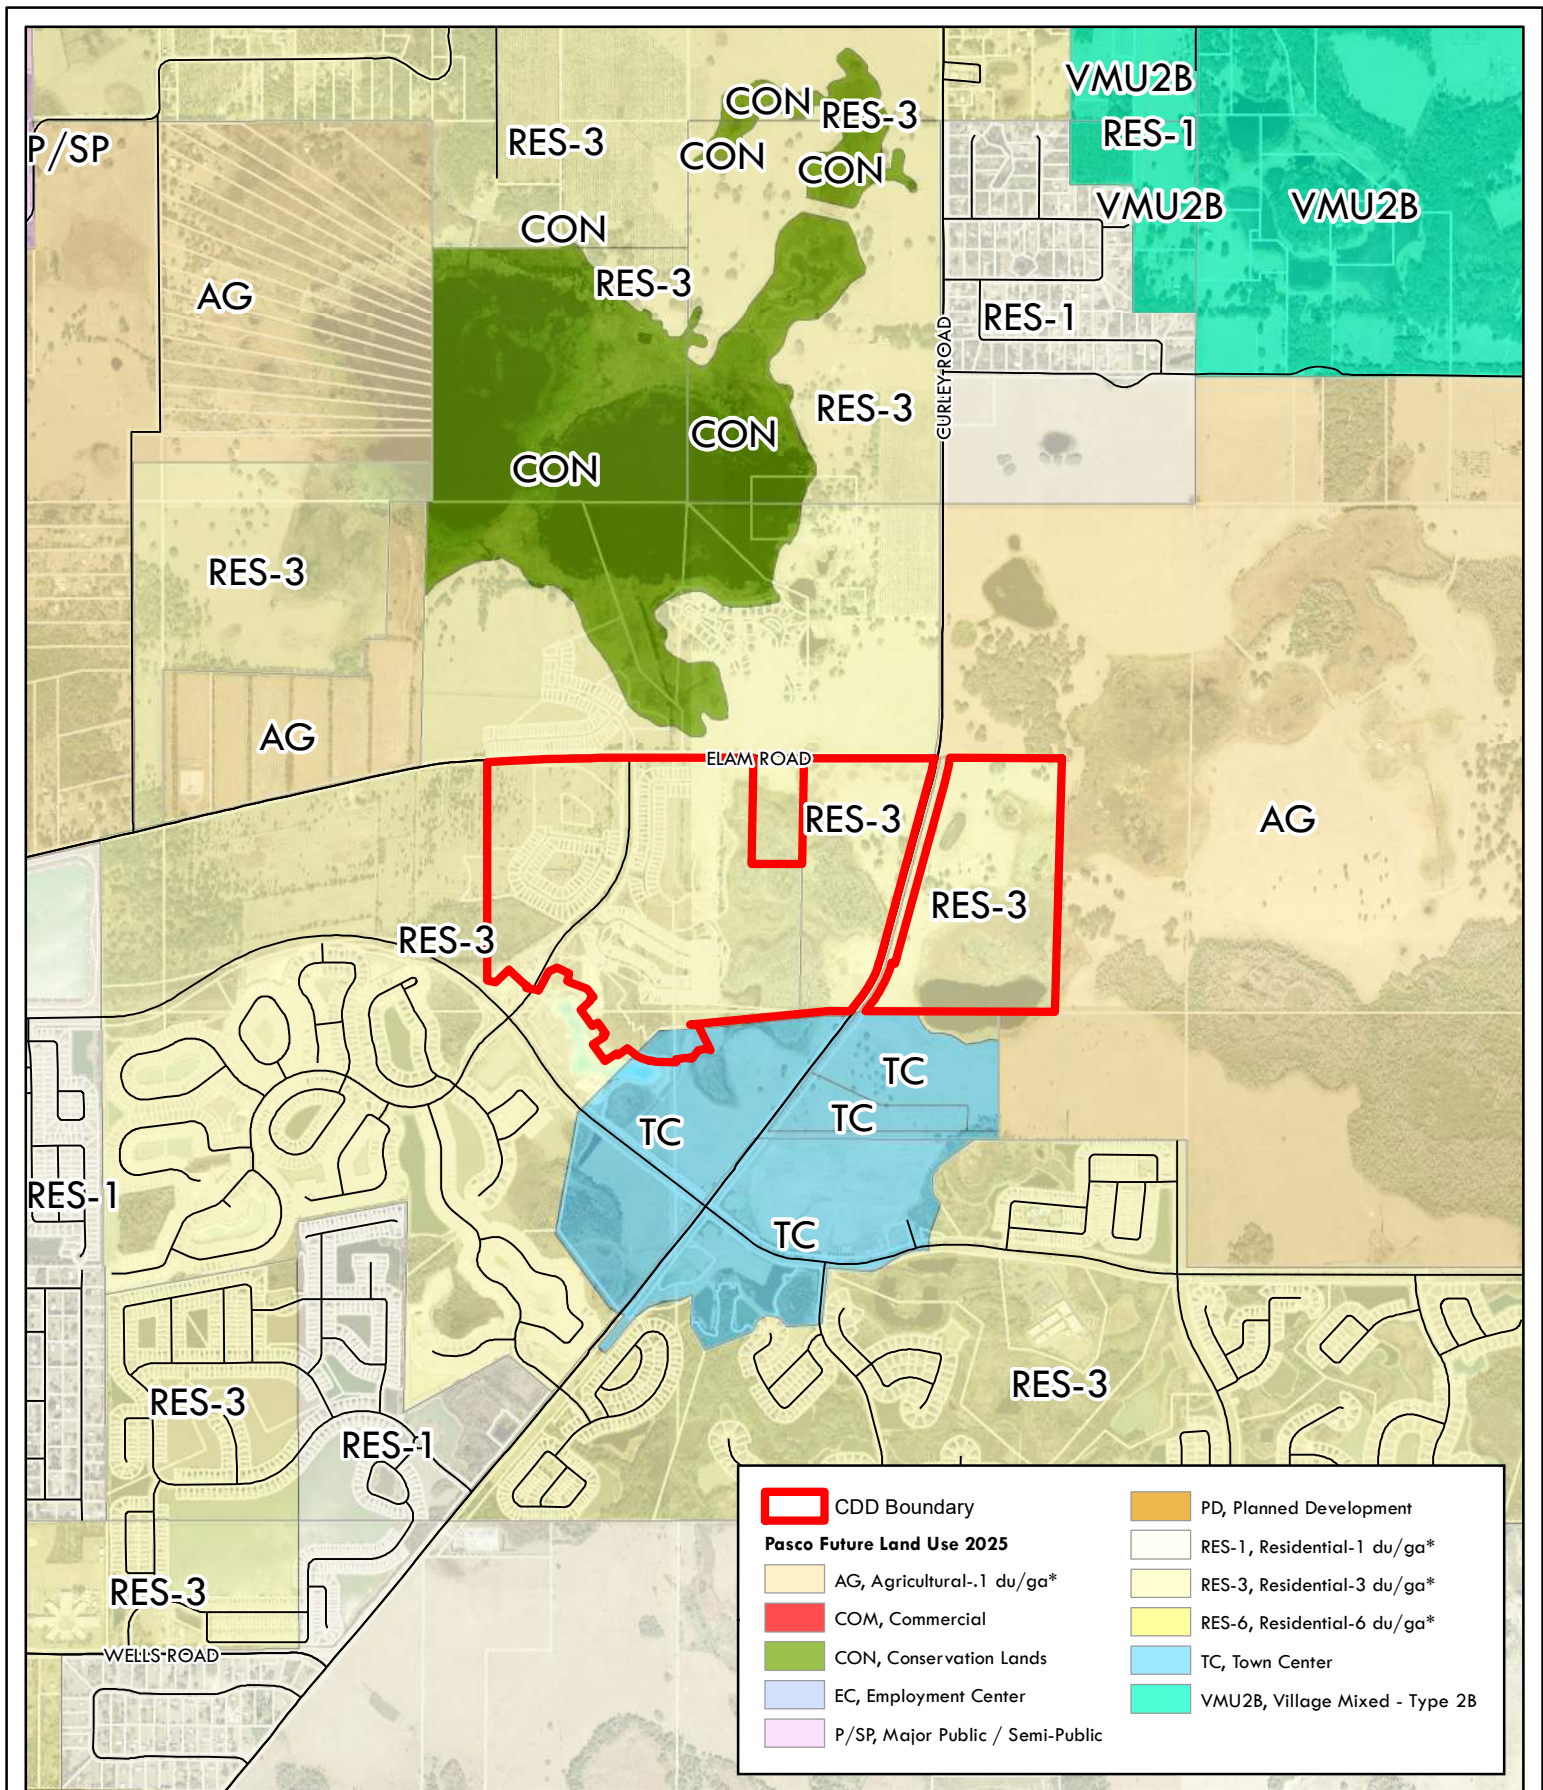 VMU2B
CON
RES-3
RES-3
RES-1
P/SP
CON
CON
VMU2B
VMU2B
CON
RES-3
AG
RES-1
CURLEY ROAD
RES-3
CON
CON
RES-3
AG
ELAM ROAD
RES-3
AG
RES-3
RES-3
TC
TC
TC
RES-1
TC
RES-3
RES-3
RES-1
RES-3
WELLS ROAD
CDD Boundary
Pasco Future Land Use 2025
AG, Agricultural-.1 du/ga*
COM, Commercial
CON, Conservation Lands
EC, Employment Center
P/SP, Major Public / Semi-Public
PD, Planned Development
RES-1, Residential-1 du/ga*
RES-3, Residential-3 du/ga*
RES-6, Residential-6 du/ga*
TC, Town Center
VMU2B, Village Mixed - Type 2B